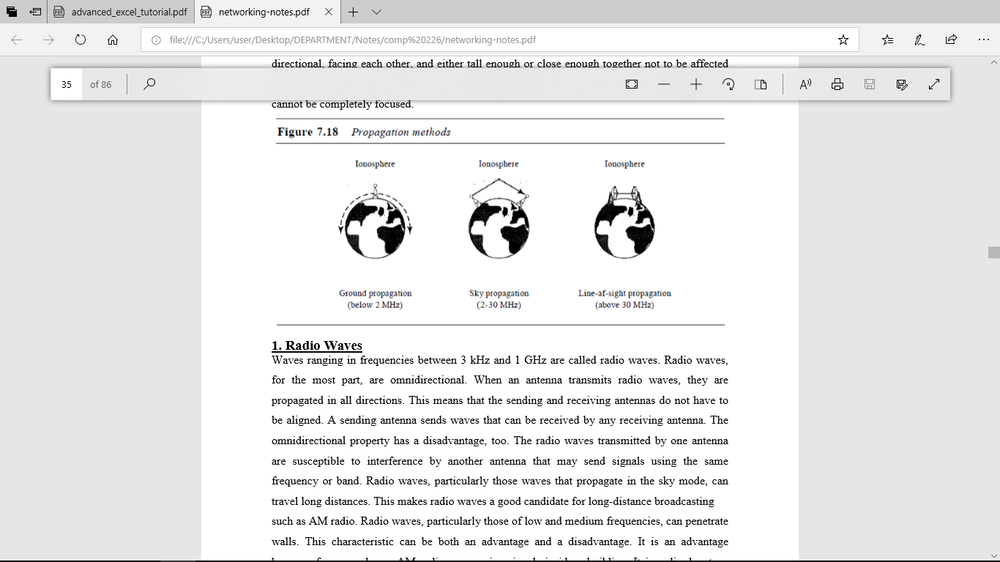 advanced_excel_tutorial.pdf
networking-notes.pdf
file:///C:/Users/user/Desktop/DEPARTMENT/Notes/comp%20226/networking-notes.pdf
directional, facing each other, and either tall enough or close enough together not to be affected
35 of 86
cannot be completely focused.
Figure 7.18 Propagation methods
Ionosphere Ionosphere Ionosphere
Ground propagation Sky propagation Line-af-sight propagation
(below 2 MHz) (2-30 MHz) (above 30 MHz)
1. Radio Waves
Waves ranging in frequencies between 3 kHz and 1 GHz are called radio waves. Radio waves,
for the most part, are omnidirectional. When an antenna transmits radio waves, they are
propagated in all directions. This means that the sending and receiving antennas do not have to
be aligned. A sending antenna sends waves that can be received by any receiving antenna. The
omnidirectional property has a disadvantage, too. The radio waves transmitted by one antenna
are susceptible to interference by another antenna that may send signals using the same
frequency or band. Radio waves, particularly those waves that propagate in the sky mode, can
travel long distances. This makes radio waves a good candidate for long-distance broadcasting
such as AM radio. Radio waves, particularly those of low and medium frequencies, can penetrate
walls. This characteristic can be both an advantage and a disadvantage. It is an advantage